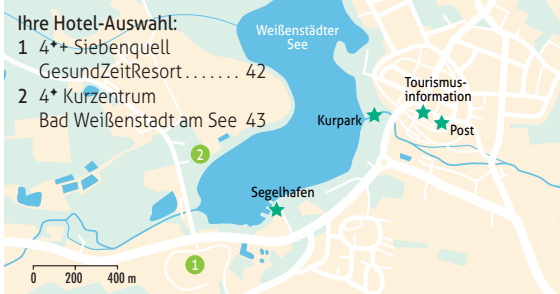 Ihre Hotel-Auswahl:
1 4✦+ Siebenquell
GesundZeitResort....... 42
2 4✦ Kurzentrum
Bad Weißenstadt am See 43
Weißenstädter
See
Tourismus-
information
Kurpark
Post
2
Segelhafen
1
0 200 400 m